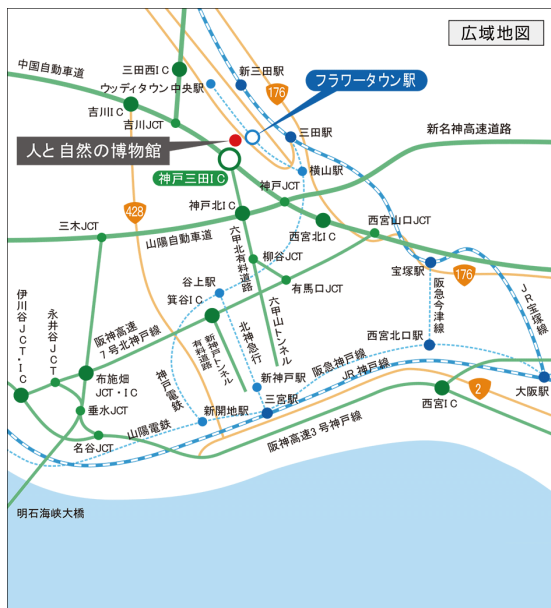 広域地図
中国自動車道
三田西IC
ウッディタウン中央駅
新三田駅
フラワータウン駅
176
吉川IC
吉川JCT
三田駅
新名神高速道路
人と自然の博物館
横山駅
神戸三田IC
神戸JCT
428
神戸北IC
西宮山口JCT
三木JCT
山陽自動車道
西宮北IC
六甲北有料道路
柳谷JCT
宝塚駅
176
谷上駅
有馬口JCT
伊川谷JCT・IC
永井谷JCT
阪神高速
7号北神戸線
箕谷IC
六甲山トンネル
阪急今津線
JR宝塚線
新神戸トンネル
有料道路
北神急行
西宮北口駅
阪急神戸線
JR神戸線
布施畑
JCT・IC
神戸電鉄
新神戸駅
2
大阪駅
垂水JCT
新開地駅
三宮駅
西宮IC
山陽電鉄
名谷JCT
阪神高速3号神戸線
明石海峡大橋